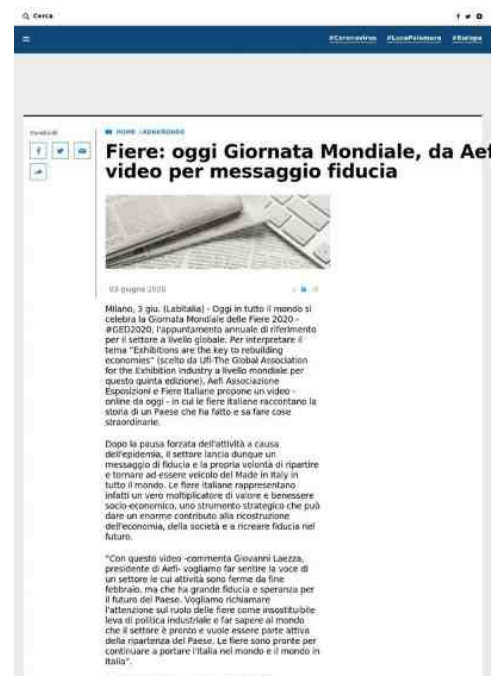 Cerca
#Coronavirus #LucaPalamara #Europa
Condividi
HOME /ADNKRONOS
Fiere: oggi Giornata Mondiale, da Aef
video per messaggio fiducia
03 giugno 2020
Milano, 3 giu. (Labitalia) - Oggi in tutto il mondo si
celebra la Giornata Mondiale delle Fiere 2020 -
#GED2020, l'appuntamento annuale di riferimento
per il settore a livello globale. Per interpretare il
tema "Exhibitions are the key to rebuilding
economies" (scelto da Ufi-The Global Association
for the Exhibition Industry a livello mondiale per
questo quinta edizione), Aefi Associazione
Esposizioni e Fiere Italiane propone un video -
online da oggi - in cui le fiere italiane raccontano la
storia di un Paese che ha fatto e sa fare cose
straordinarie.
Dopo la pausa forzata dell'attività a causa
dell'epidemia, il settore lancia dunque un
messaggio di fiducia e la propria volontà di ripartire
e tornare ad essere veicolo del Made in Italy in
tutto il mondo. Le fiere italiane rappresentano
infatti un vero moltiplicatore di valore e benessere
socio-economico, uno strumento strategico che può
dare un enorme contributo alla ricostruzione
dell'economia, della società e a ricreare fiducia nel
futuro.
"Con questo video -commenta Giovanni Laezza,
presidente di Aefi- vogliamo far sentire la voce di
un settore le cui attività sono ferme da fine
febbraio, ma che ha grande fiducia e speranza per
il futuro del Paese. Vogliamo richiamare
l'attenzione sul ruolo delle fiere come insostituibile
leva di politica industriale e far sapere al mondo
che il settore è pronto e vuole essere parte attiva
della ripartenza del Paese. Le fiere sono pronte per
continuare a portare l'Italia nel mondo e il mondo in
Italia".